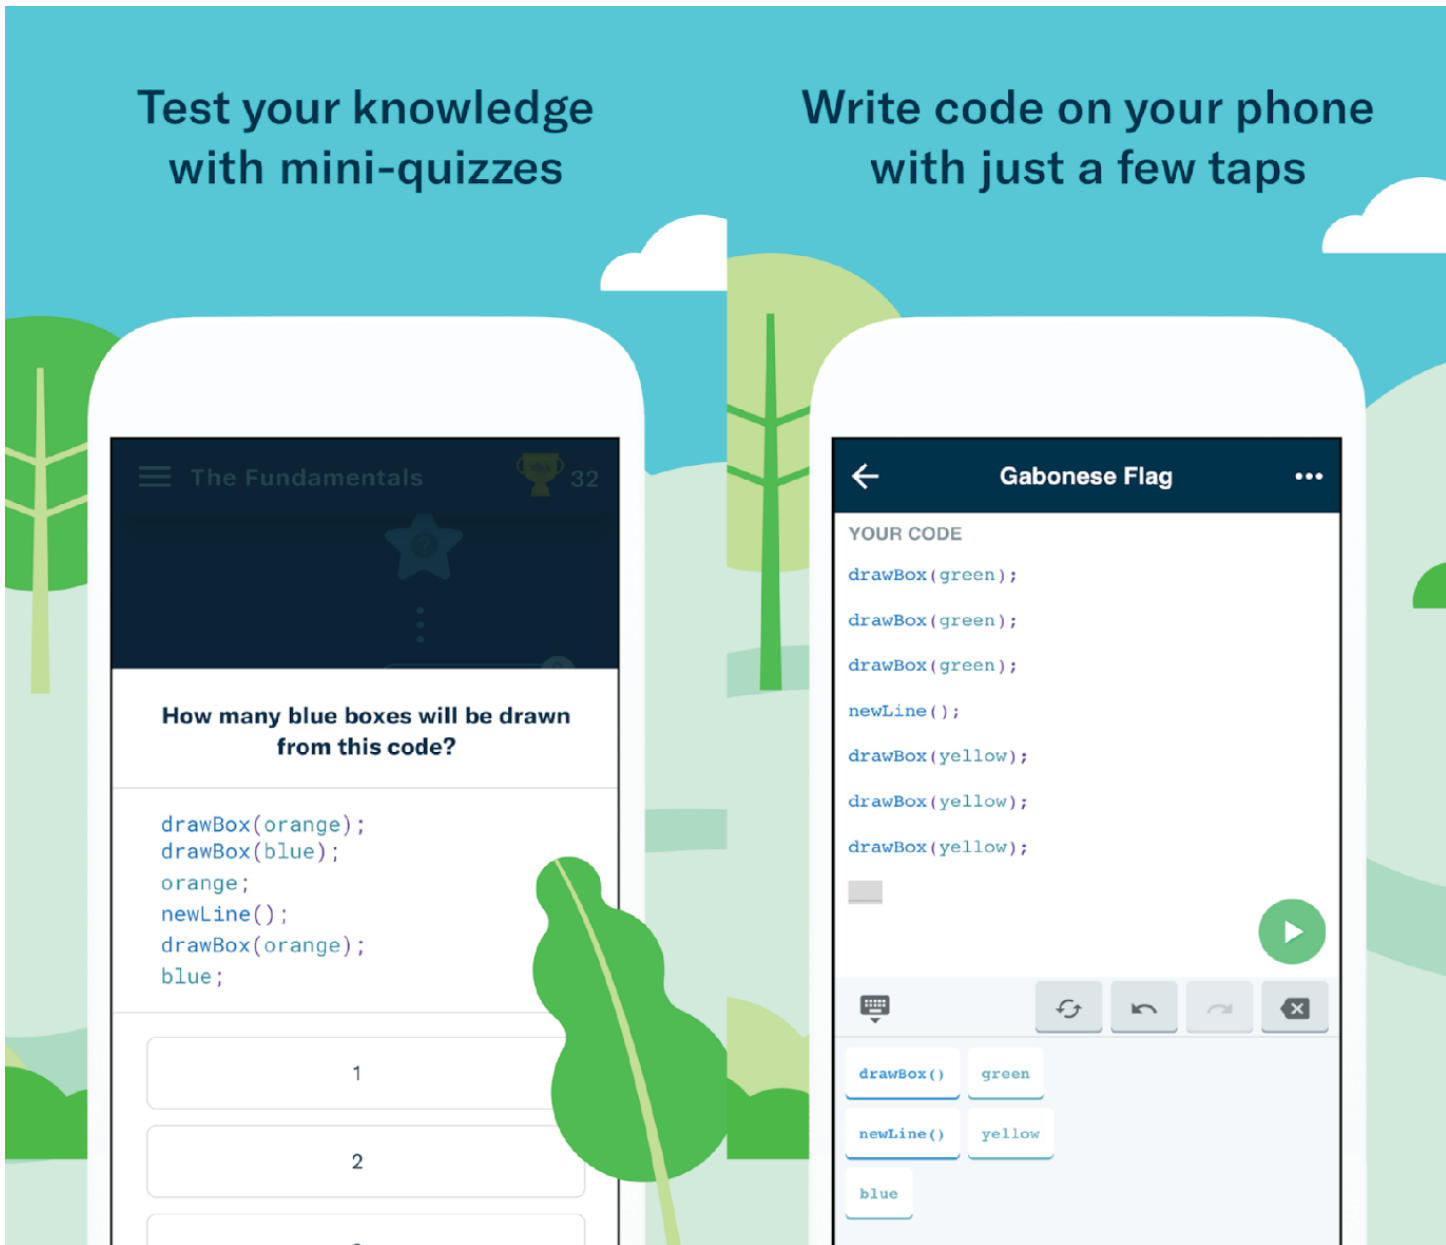 Test your knowledge
with mini-quizzes
The Fundamentals
32
How many blue boxes will be drawn
from this code?
drawBox(orange);
drawBox(blue);
orange;
newLine();
drawBox(orange);
blue;
1
2
Write code on your phone
with just a few taps
Gabonese Flag
YOUR CODE
drawBox(green);
drawBox(green);
drawBox(green);
newLine();
drawBox(yellow);
drawBox(yellow);
drawBox(yellow);
drawBox() green
newLine() yellow
blue